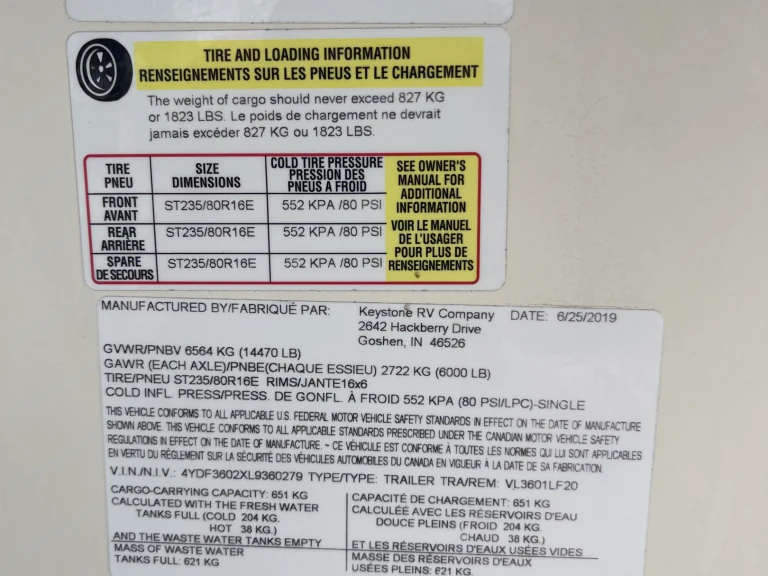 TIRE AND LOADING INFORMATION
RENSEIGNEMENTS SUR LES PNEUS ET LE CHARGEMENT
The weight of cargo should never exceed 827 KG
or 1823 LBS. Le poids de chargement ne devrait
jamais excéder 827 KG ou 1823 LBS.
TIRE PNEU SIZE DIMENSIONS COLD TIRE PRESSURE PRESSION DES PNEUS A FROID
FRONT AVANT ST235/80R16E 552 KPA /80 PSI
REAR ARRIÈRE ST235/80R16E 552 KPA /80 PSI
SPARE DE SECOURS ST235/80R16E 552 KPA /80 PSI
SEE OWNER'S
MANUAL FOR
ADDITIONAL
INFORMATION
VOIR LE MANUEL
DE L'USAGER
POUR PLUS DE
RENSEIGNEMENTS
MANUFACTURED BY/FABRIQUÉ PAR: Keystone RV Company DATE: 6/25/2019
2642 Hackberry Drive
Goshen, IN 46526
GVWR/PNBV 6564 KG (14470 LB)
GAWR (EACH AXLE)/PNBE(CHAQUE ESSIEU) 2722 KG (6000 LB)
TIRE/PNEU ST235/80R16E RIMS/JANTE16x6
COLD INFL. PRESS/PRESS. DE GONFL. À FROID 552 KPA (80 PSI/LPC)-SINGLE
THIS VEHICLE CONFORMS TO ALL APPLICABLE U.S. FEDERAL MOTOR VEHICLE SAFETY STANDARDS IN EFFECT ON THE DATE OF MANUFACTURE
SHOWN ABOVE. THIS VEHICLE CONFORMS TO ALL APPLICABLE STANDARDS PRESCRIBED UNDER THE CANADIAN MOTOR VEHICLE SAFETY
REGULATIONS IN EFFECT ON THE DATE OF MANUFACTURE ~ CE VÉHICLE EST CONFORME À TOUTES LES NORMES QUI LUI SONT APPLICABLES
EN VERTU DU RÈGLEMENT SUR LA SÉCURITÉ DES VÉHICLES AUTOMOBILES DU CANADA EN VIGUEUR À LA DATE DE SA FABRICATION.
V.I.N./N.I.V.: 4YDF3602XL9360279 TYPE/TYPE: TRAILER TRA/REM: VL3601LF20
CARGO-CARRYING CAPACITY: 651 KG
CALCULATED WITH THE FRESH WATER
TANKS FULL (COLD 204 KG.
HOT 38 KG.)
AND THE WASTE WATER TANKS EMPTY
MASS OF WASTE WATER
TANKS FULL: 621 KG
CAPACITÉ DE CHARGEMENT: 651 KG
CALCULÉE AVEC LES RÉSERVOIRS D'EAU
DOUCE PLEINS (FROID 204 KG.
CHAUD 38 KG.)
ET LES RÉSERVOIRS D'EAUX USÉES VIDES
MASSE DES RÉSERVOIRS D'EAUX
USÉES PLEINS: 621 KG